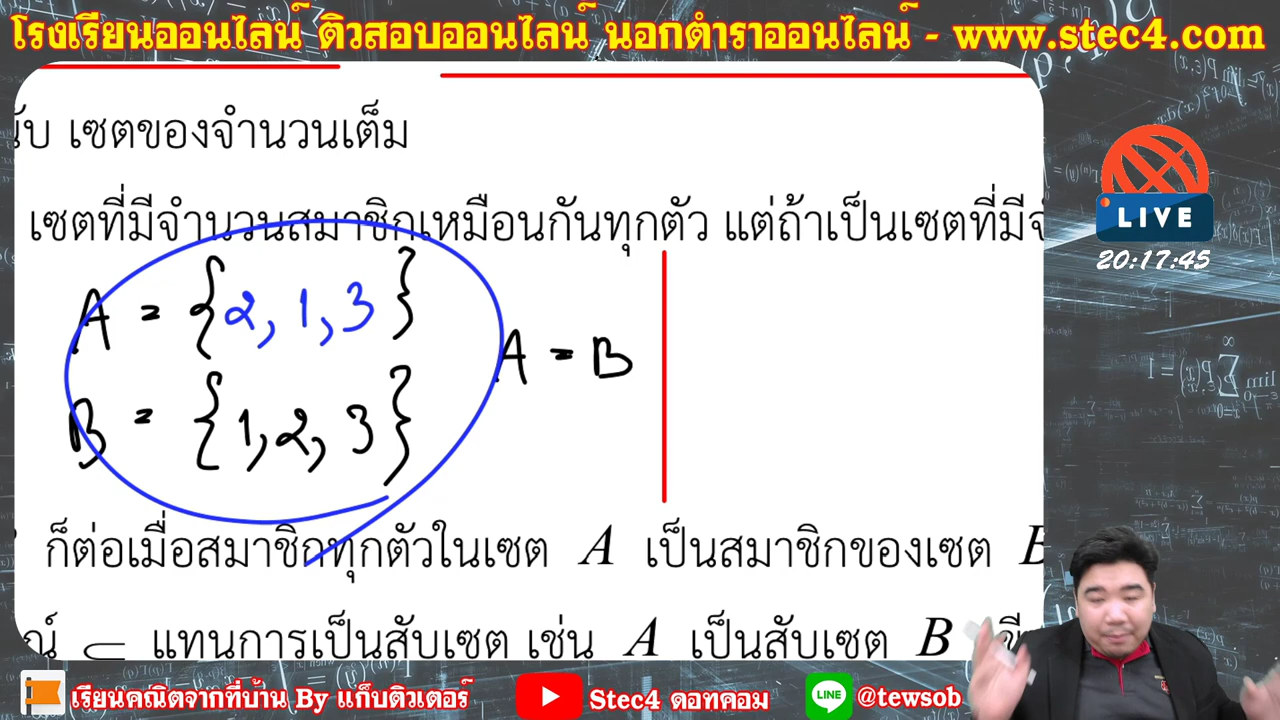 โรงเรียนออนไลน์ ติวสอบออนไลน์ นอกตำราออนไลน์ - www.stec4.com
เซตของจำนวนเต็ม
เซตที่มีจำนวนสมาชิกเหมือนกันทุกตัว แต่ถ้าเป็นเซตที่มี
LIVE
20:17:45
A = {2, 1, 3}
A = B
B = {1, 2, 3}
ก็ต่อเมื่อสมาชิกทุกตัวในเซต A เป็นสมาชิกของเซต B
⊂ แทนการเป็นสับเซต เช่น A เป็นสับเซต B
เรียนคณิตจากที่บ้าน By แก๊บติวเตอร์
Stec4 ดอทคอม
LINE
@tewsob